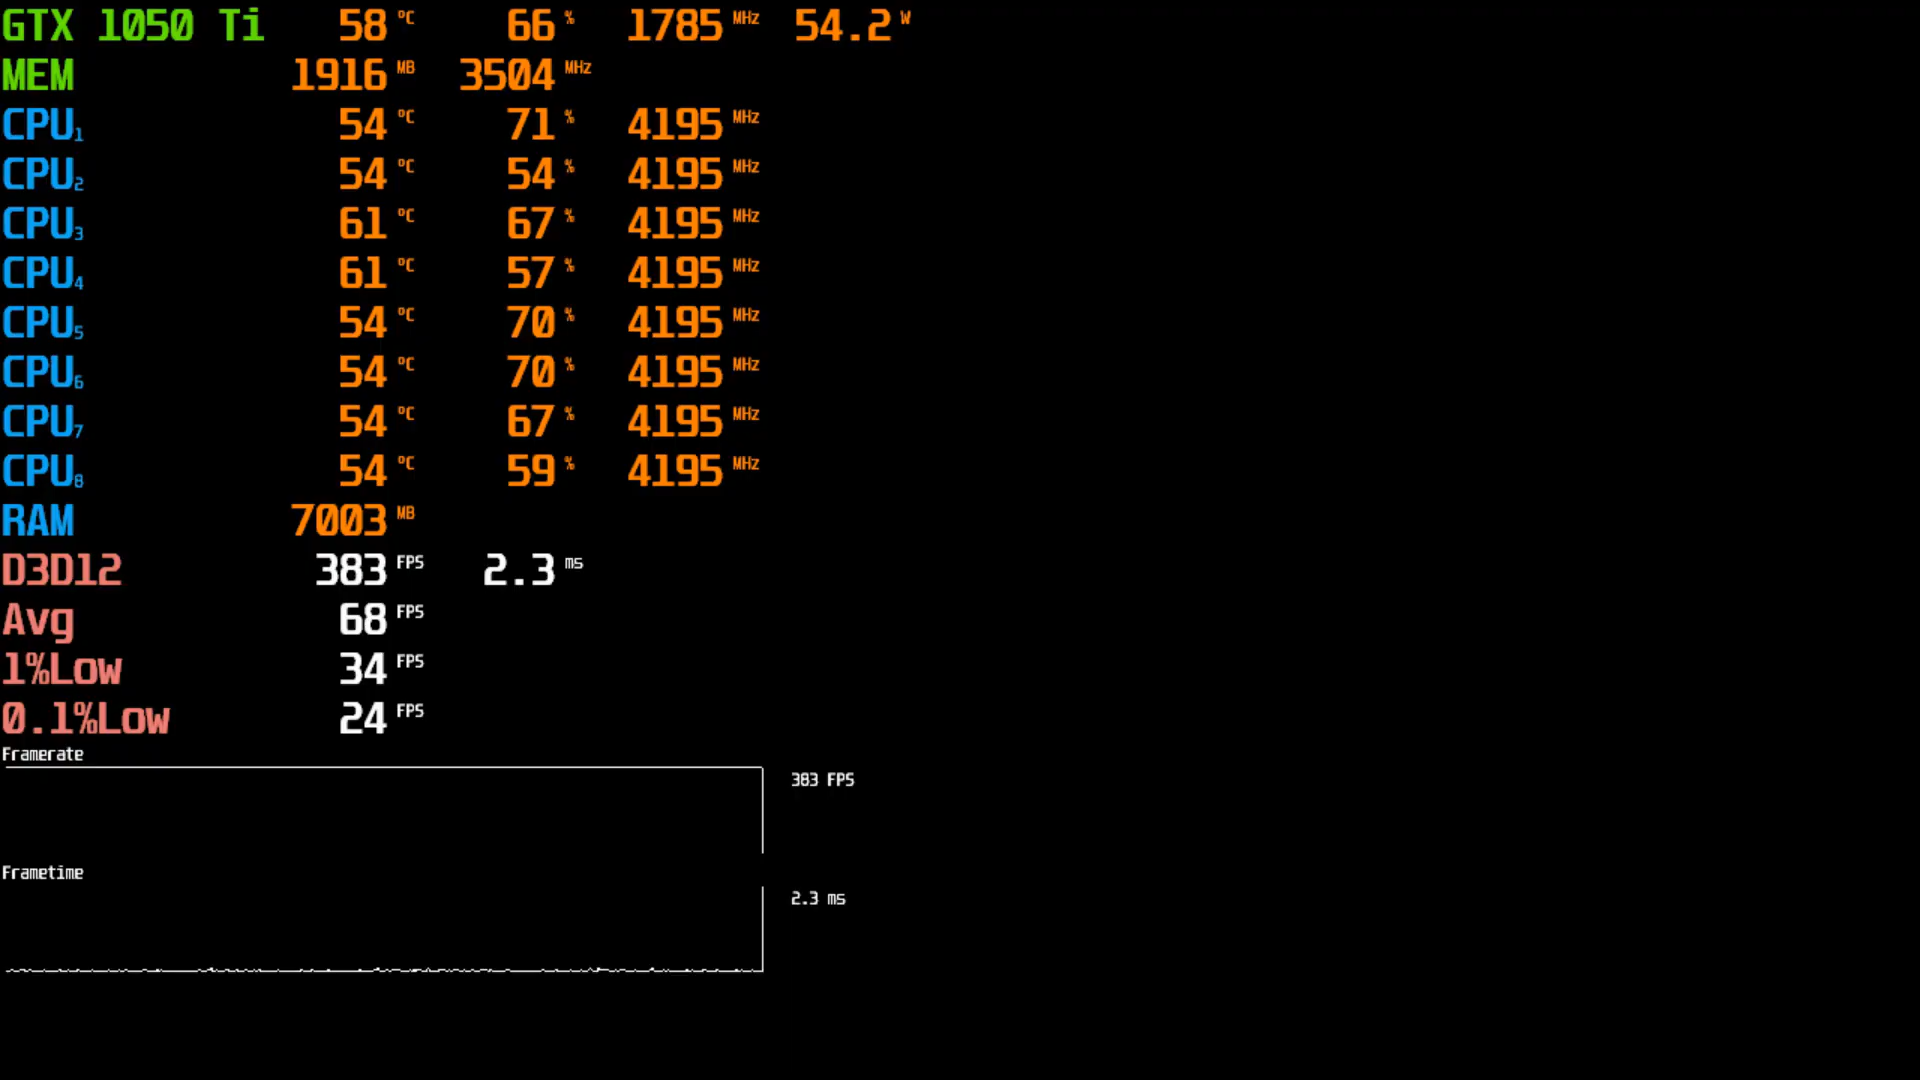 GTX 1050 Ti 58 °C 66 % 1785 MHz 54.2 W
MEM 1916 MB 3504 MHz
CPU1 54 °C 71 % 4195 MHz
CPU2 54 °C 54 % 4195 MHz
CPU3 61 °C 67 % 4195 MHz
CPU4 61 °C 57 % 4195 MHz
CPU5 54 °C 70 % 4195 MHz
CPU6 54 °C 70 % 4195 MHz
CPU7 54 °C 67 % 4195 MHz
CPU8 54 °C 59 % 4195 MHz
RAM 7003 MB
D3D12 383 FPS 2.3 ms
Avg 68 FPS
1%Low 34 FPS
0.1%Low 24 FPS
Framerate
383 FPS
Frametime
2.3 ms